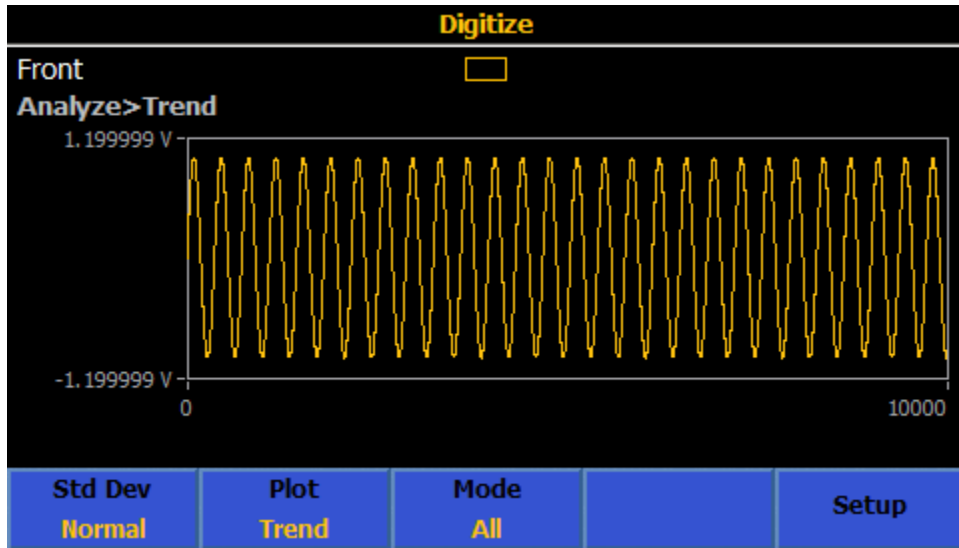 Digitize
Front
Analyze>Trend
1.199999 V
-1.199999 V
0 10000
Std Dev Plot Mode Setup
Normal Trend All